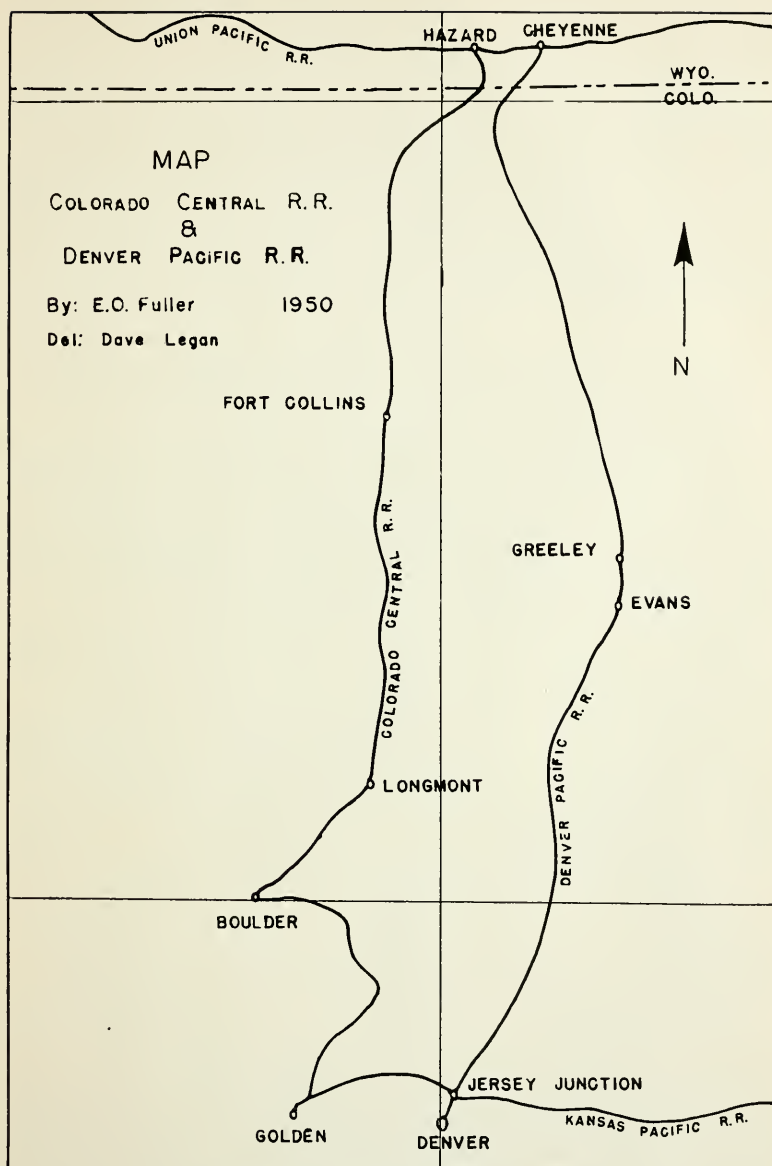 UNION PACIFIC R.R.
HAZARD
CHEYENNE
WYO.
COLO.
MAP
COLORADO CENTRAL R.R.
&
DENVER PACIFIC R.R.
By: E.O. Fuller 1950
Del: Dave Legan
N
FORT COLLINS
COLORADO CENTRAL R.R.
GREELEY
EVANS
DENVER PACIFIC R.R.
LONGMONT
BOULDER
JERSEY JUNCTION
KANSAS PACIFIC R.R.
GOLDEN
DENVER